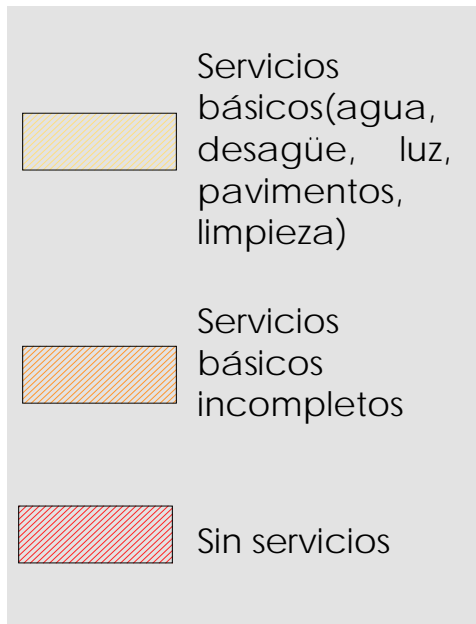 Servicios
básicos(agua,
desagüe, luz,
pavimentos,
limpieza)
Servicios
básicos
incompletos
Sin servicios